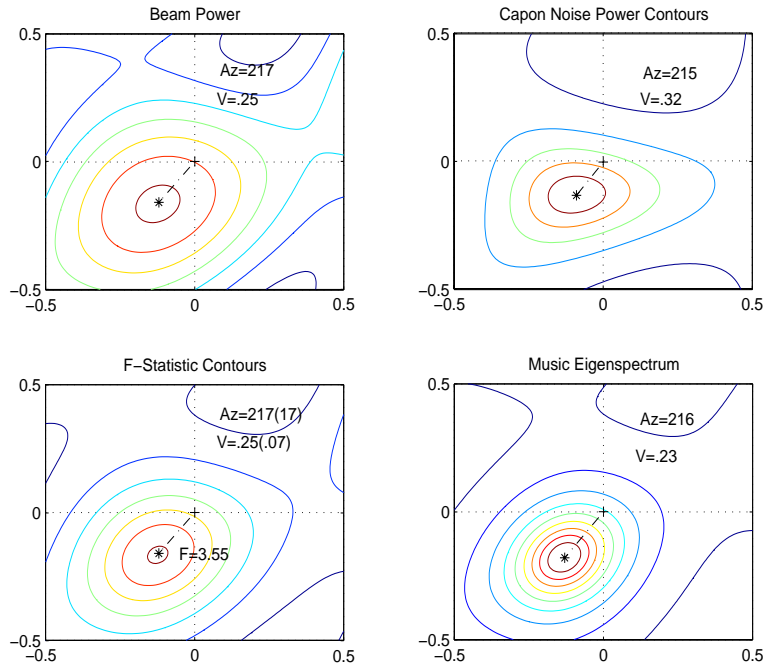 Beam Power
0.5
Az=217
V=.25
0
−0.5
−0.5 0 0.5
Capon Noise Power Contours
0.5
Az=215
V=.32
0
−0.5
−0.5 0 0.5
F−Statistic Contours
0.5
Az=217(17)
V=.25(.07)
0
F=3.55
−0.5
−0.5 0 0.5
Music Eigenspectrum
0.5
Az=216
V=.23
0
−0.5
−0.5 0 0.5